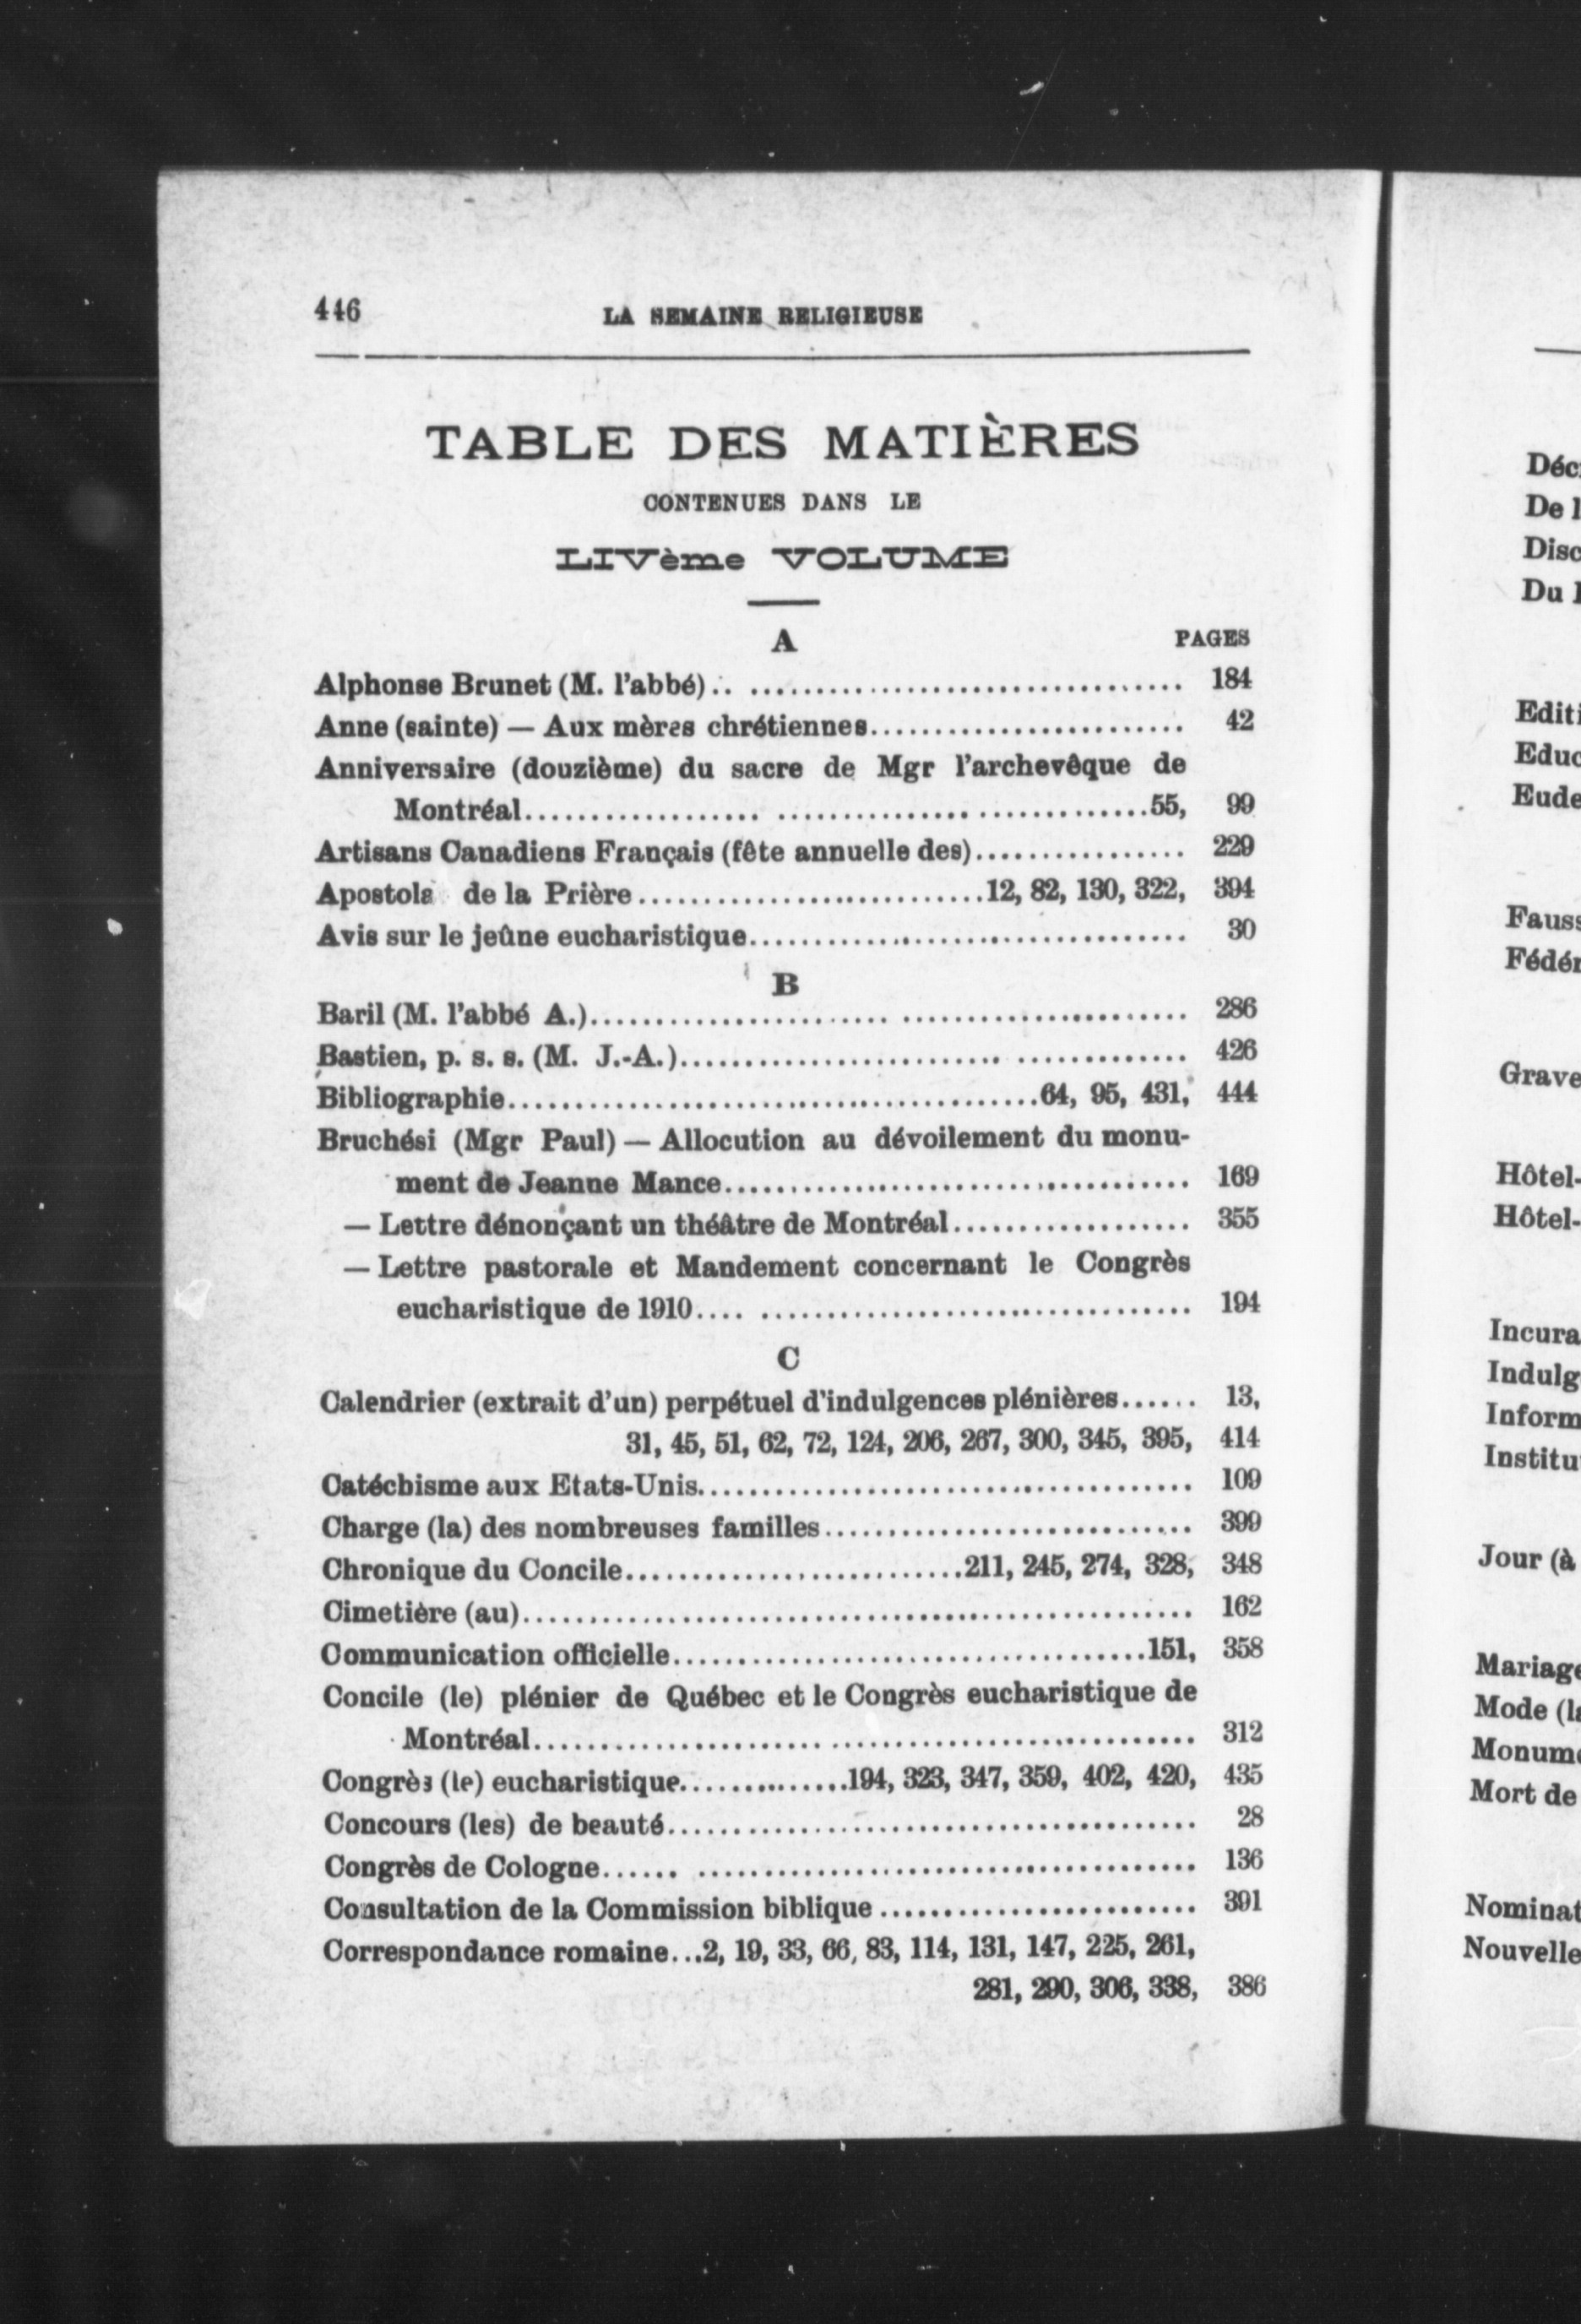 446 LA SEMAINE RELIGIEUSE
TABLE DES MATIÈRES
CONTENUES DANS LE
LIVème VOLUME
A PAGES
Alphonse Brunet (M. l'abbé).. ................................. 184
Anne (sainte) — Aux mères chrétiennes........................ 42
Anniversaire (douzième) du sacre de Mgr l'archevêque de
Montréal.................. ............................55, 99
Artisans Canadiens Français (fête annuelle des)................ 229
Apostola de la Prière...........................12, 82, 130, 322, 394
Avis sur le jeûne eucharistique................................. 30
B
Baril (M. l'abbé A.)....................... ...................... 286
Bastien, p. s. s. (M. J.-A.)........................ ............. 426
Bibliographie........................................64, 95, 431, 444
Bruchési (Mgr Paul) — Allocution au dévoilement du monu-
ment de Jeanne Mance................................... 169
— Lettre dénonçant un théâtre de Montréal.................. 355
— Lettre pastorale et Mandement concernant le Congrès
eucharistique de 1910.... ................................. 194
C
Calendrier (extrait d'un) perpétuel d'indulgences plénières...... 13,
31, 45, 51, 62, 72, 124, 206, 267, 300, 345, 395, 414
Catéchisme aux Etats-Unis..................................... 109
Charge (la) des nombreuses familles............................ 399
Chronique du Concile..........................211, 245, 274, 328, 348
Cimetière (au).................................................. 162
Communication officielle....................................151, 358
Concile (le) plénier de Québec et le Congrès eucharistique de
Montréal...................... ............................ 312
Congrès (le) eucharistique.............194, 323, 347, 359, 402, 420, 435
Concours (les) de beauté........................................ 28
Congrès de Cologne...... ...................................... 136
Consultation de la Commission biblique........................ 391
Correspondance romaine...2, 19, 33, 66, 83, 114, 131, 147, 225, 261,
281, 290, 306, 338, 386
De
Disc
Du
Editi
Educ
Eude
Fauss
Fédér
Grave
Hôtel-
Hôtel-
Incura
Indulg
Inform
Institu
Jour (à
Mariage
Mode (la
Monume
Mort de
Nominat
Nouvelle